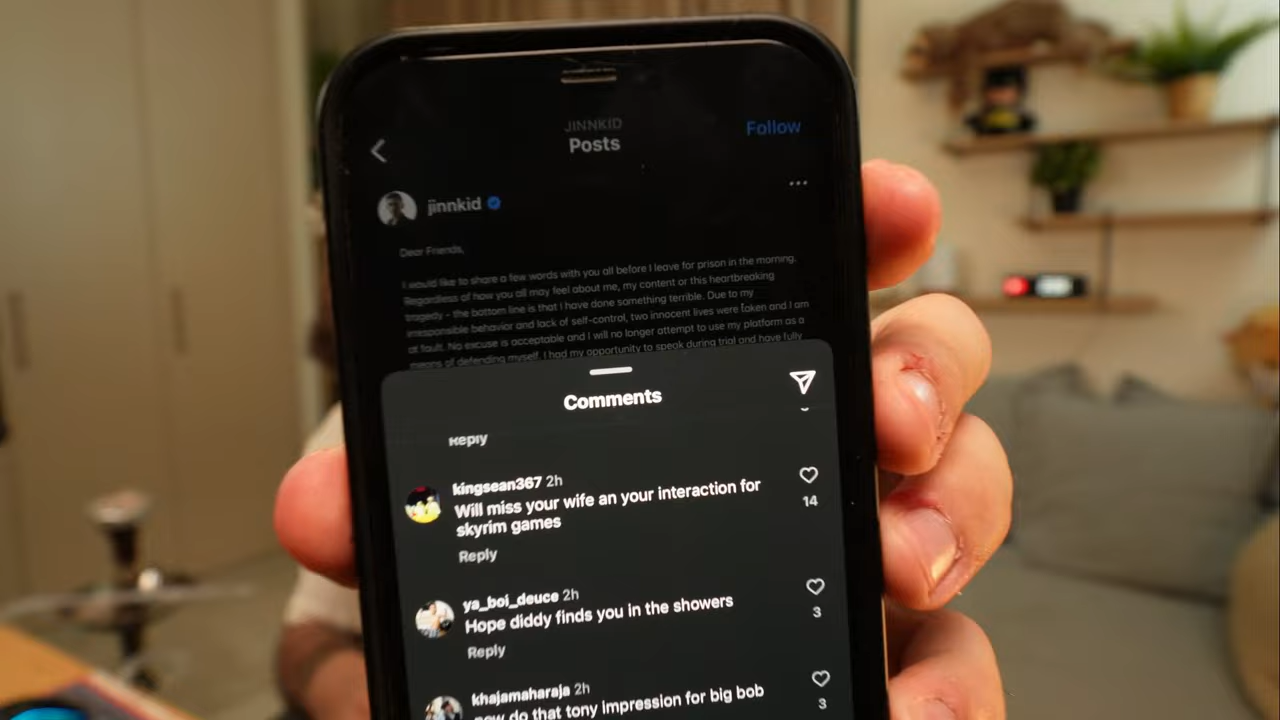 JINNKID
Posts
Follow
jinnkid
Dear Friends,
I would like to share a few words with you all before I leave for prison in the morning.
Regardless of how you all may feel about me, my content or this heartbreaking
tragedy - the bottom line is that I have done something terrible. Due to my
irresponsible behavior and lack of self-control, two innocent lives were taken and I am
at fault. No excuse is acceptable and I will no longer attempt to use my platform as a
means of defending myself. I had my opportunity to speak during trial and have fully
Comments
Reply
kingsean367 2h
Will miss your wife an your interaction for
skyrim games
14
Reply
ya_boi_deuce 2h
Hope diddy finds you in the showers
3
Reply
khajamaharaja 2h
now do that tony impression for big bob
3